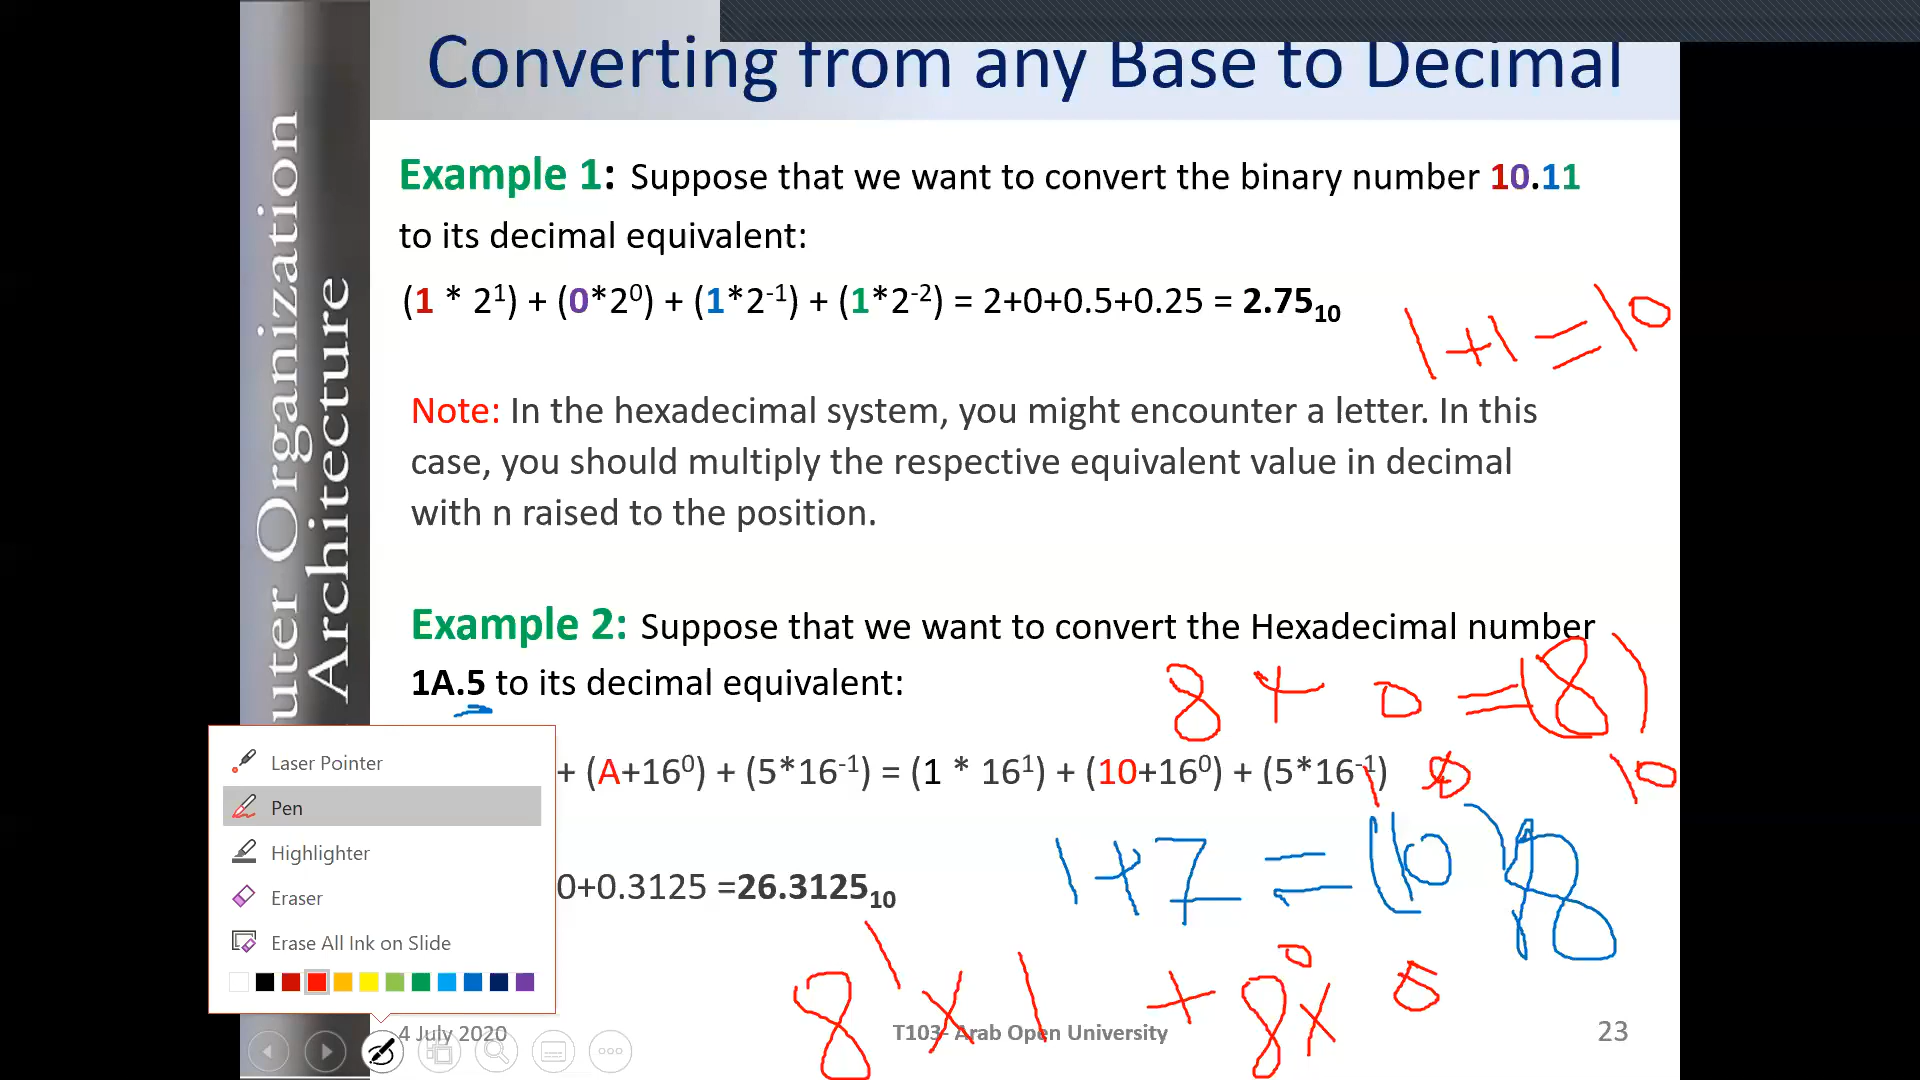 Converting from any Base to Decimal
uter Organization
Architecture
Example 1: Suppose that we want to convert the binary number 10.11
to its decimal equivalent:
(1 * 2¹) + (0*2⁰) + (1*2⁻¹) + (1*2⁻²) = 2+0+0.5+0.25 = 2.75₁₀
1+1=10
Note: In the hexadecimal system, you might encounter a letter. In this
case, you should multiply the respective equivalent value in decimal
with n raised to the position.
Example 2: Suppose that we want to convert the Hexadecimal number
1A.5 to its decimal equivalent:
8 + 0 = (8)
10
+ (A+16⁰) + (5*16⁻¹) = (1 * 16¹) + (10+16⁰) + (5*16⁻¹)
1+7 = (10)8
0+0.3125 =26.3125₁₀
8¹x1 + 8⁰x 0
Laser Pointer
Pen
Highlighter
Eraser
Erase All Ink on Slide
4 July 2020
T103- Arab Open University
23